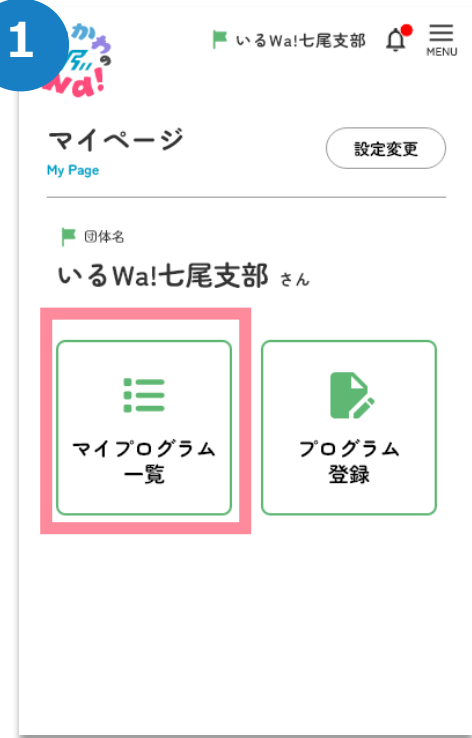 1
いるWa!七尾支部
MENU
マイページ
設定変更
My Page
団体名
いるWa!七尾支部 さん
マイプログラム
一覧
プログラム
登録